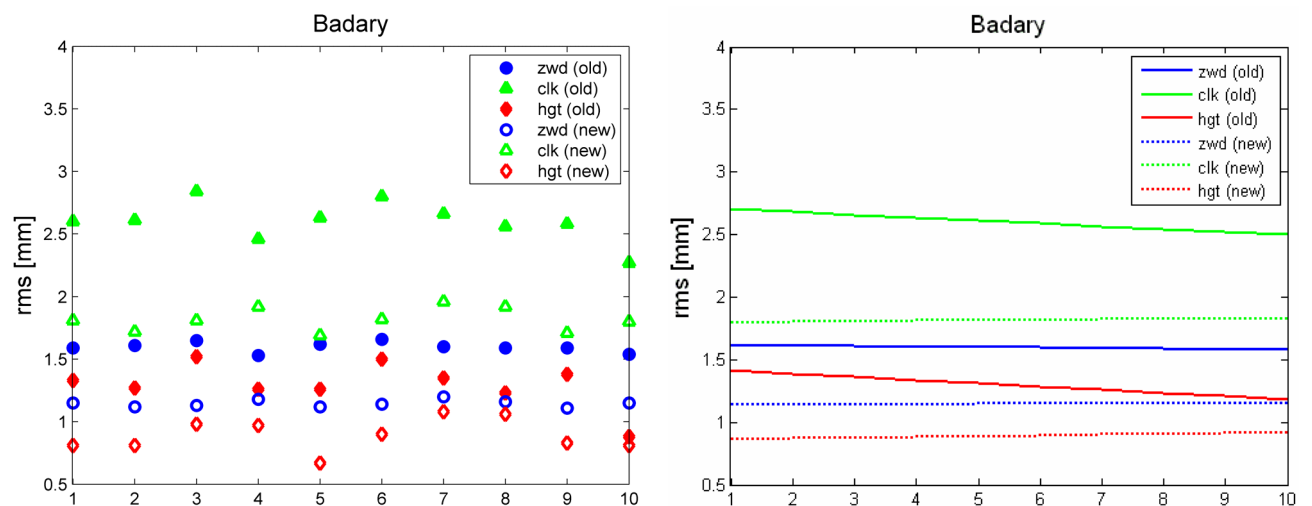 Badary
4
3.5
3
2.5
2
1.5
1
0.5
rms [mm]
zwd (old)
clk (old)
hgt (old)
zwd (new)
clk (new)
hgt (new)
1 2 3 4 5 6 7 8 9 10
Badary
4
3.5
3
2.5
2
1.5
1
0.5
rms [mm]
zwd (old)
clk (old)
hgt (old)
zwd (new)
clk (new)
hgt (new)
1 2 3 4 5 6 7 8 9 10